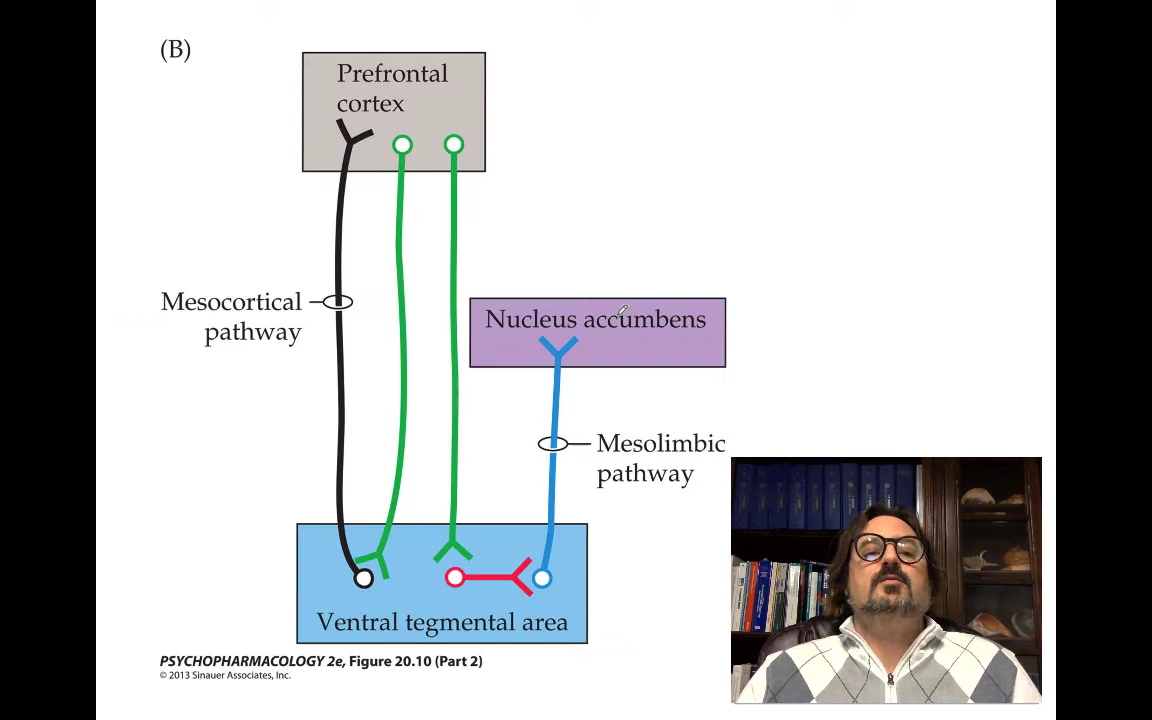 (B)
Prefrontal
cortex
Mesocortical
pathway
Nucleus accumbens
Mesolimbic
pathway
Ventral tegmental area
PSYCHOPHARMACOLOGY 2e, Figure 20.10 (Part 2)
© 2013 Sinauer Associates, Inc.